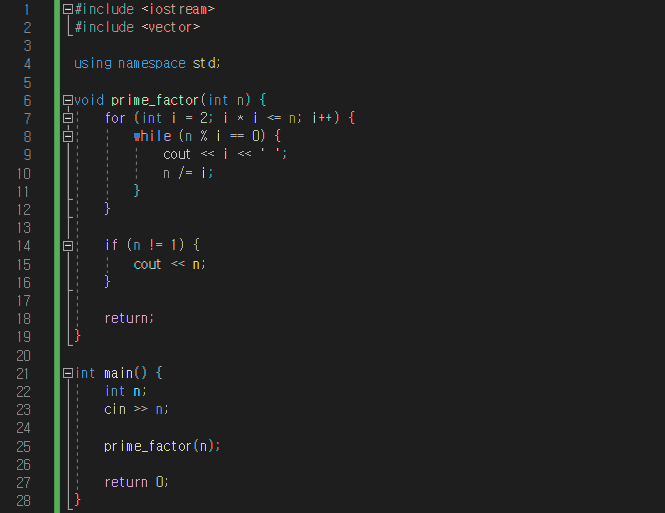 1 #include <iostream>
2 #include <vector>
3
4 using namespace std;
5
6 void prime_factor(int n) {
7 for (int i = 2; i * i <= n; i++) {
8 while (n % i == 0) {
9 cout << i << ' ';
10 n /= i;
11 }
12 }
13
14 if (n != 1) {
15 cout << n;
16 }
17
18 return;
19 }
20
21 int main() {
22 int n;
23 cin >> n;
24
25 prime_factor(n);
26
27 return 0;
28 }